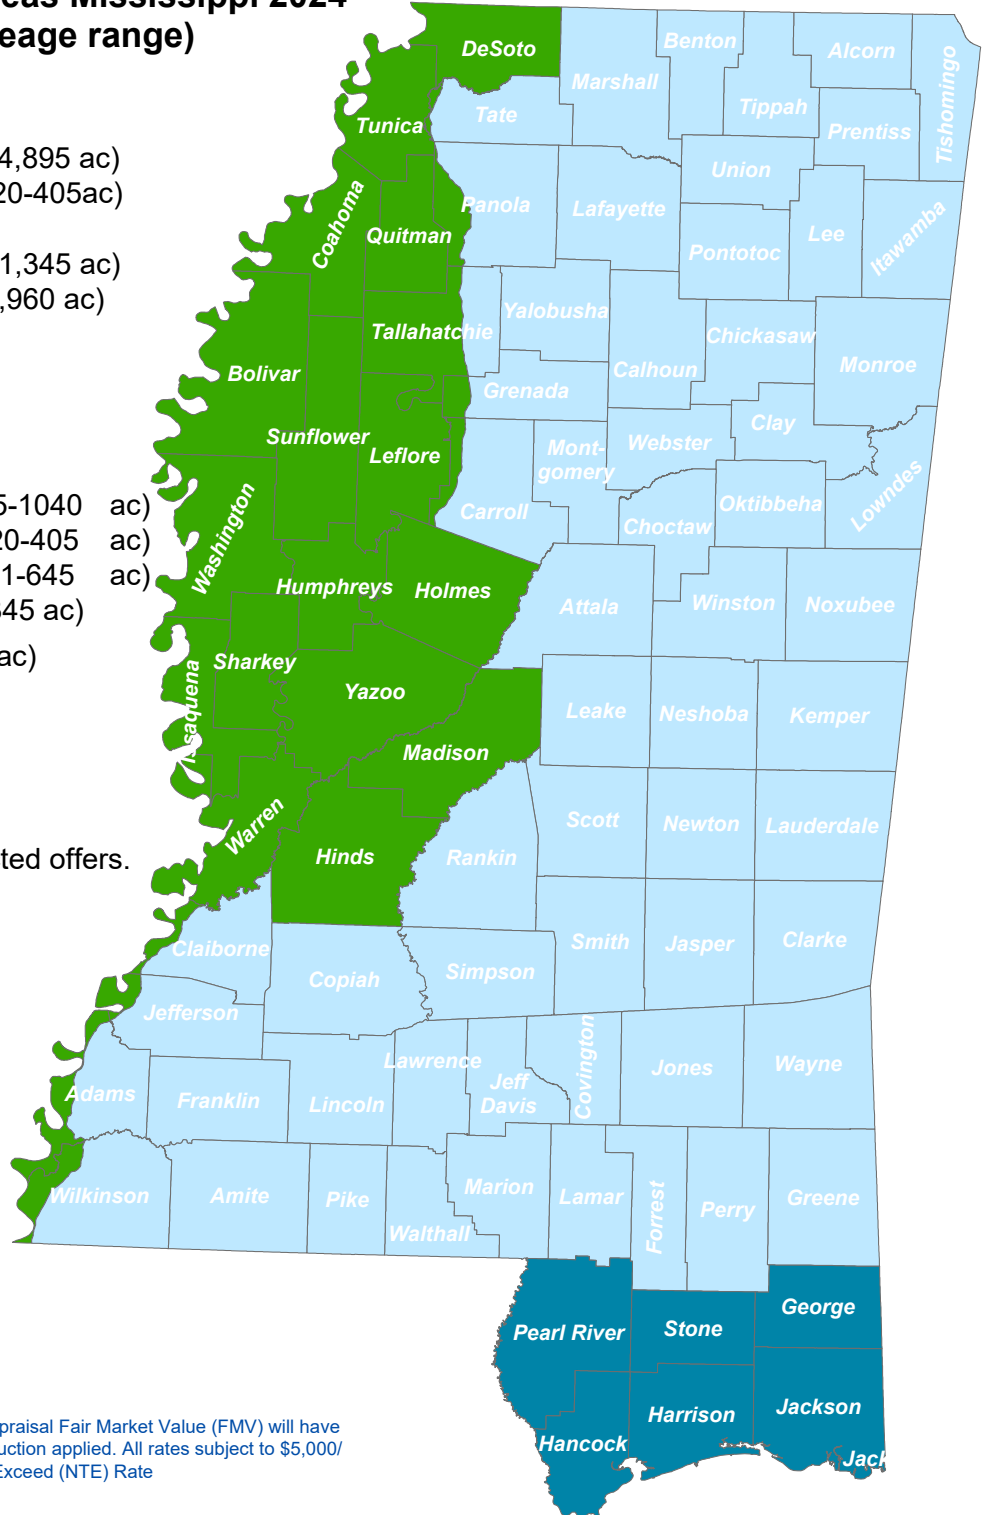 eas Mississippi 2024
eage range)
4,895 ac)
20-405ac)
1,345 ac)
,960 ac)
5-1040 ac)
20-405 ac)
1-645 ac)
645 ac)
ac)
ted offers.
DeSoto
Benton
Alcorn
Tishomingo
Marshall
Tippah
Tate
Tunica
Prentiss
Union
Panola
Lafayette
Coahoma
Quitman
Pontotoc
Lee
Itawamba
Yalobusha
Tallahatchie
Chickasaw
Monroe
Bolivar
Calhoun
Grenada
Clay
Sunflower
Leflore
Mont-
gomery
Webster
Carroll
Oktibbeha
Lowndes
Choctaw
Washington
Humphreys
Holmes
Attala
Winston
Noxubee
Sharkey
Issaquena
Yazoo
Leake
Neshoba
Kemper
Madison
Warren
Hinds
Rankin
Scott
Newton
Lauderdale
Claiborne
Copiah
Simpson
Smith
Jasper
Clarke
Jefferson
Lawrence
Jeff
Davis
Covington
Jones
Wayne
Adams
Franklin
Lincoln
Wilkinson
Amite
Pike
Walthall
Marion
Lamar
Forrest
Perry
Greene
Pearl River
Stone
George
Hancock
Harrison
Jackson
Jack
praisal Fair Market Value (FMV) will have
uction applied. All rates subject to $5,000/
Exceed (NTE) Rate